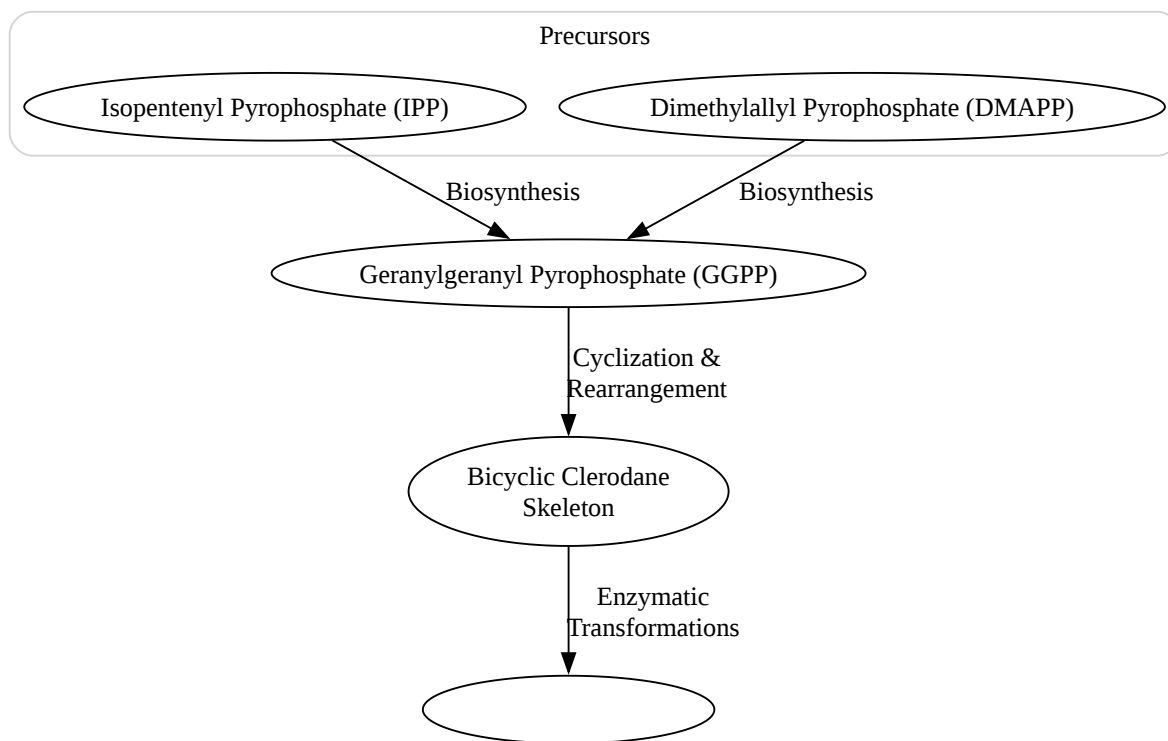 Precursors
Isopentenyl Pyrophosphate (IPP)
Dimethylallyl Pyrophosphate (DMAPP)
Biosynthesis
Biosynthesis
Geranylgeranyl Pyrophosphate (GGPP)
Cyclization &
Rearrangement
Bicyclic Clerodane
Skeleton
Enzymatic
Transformations